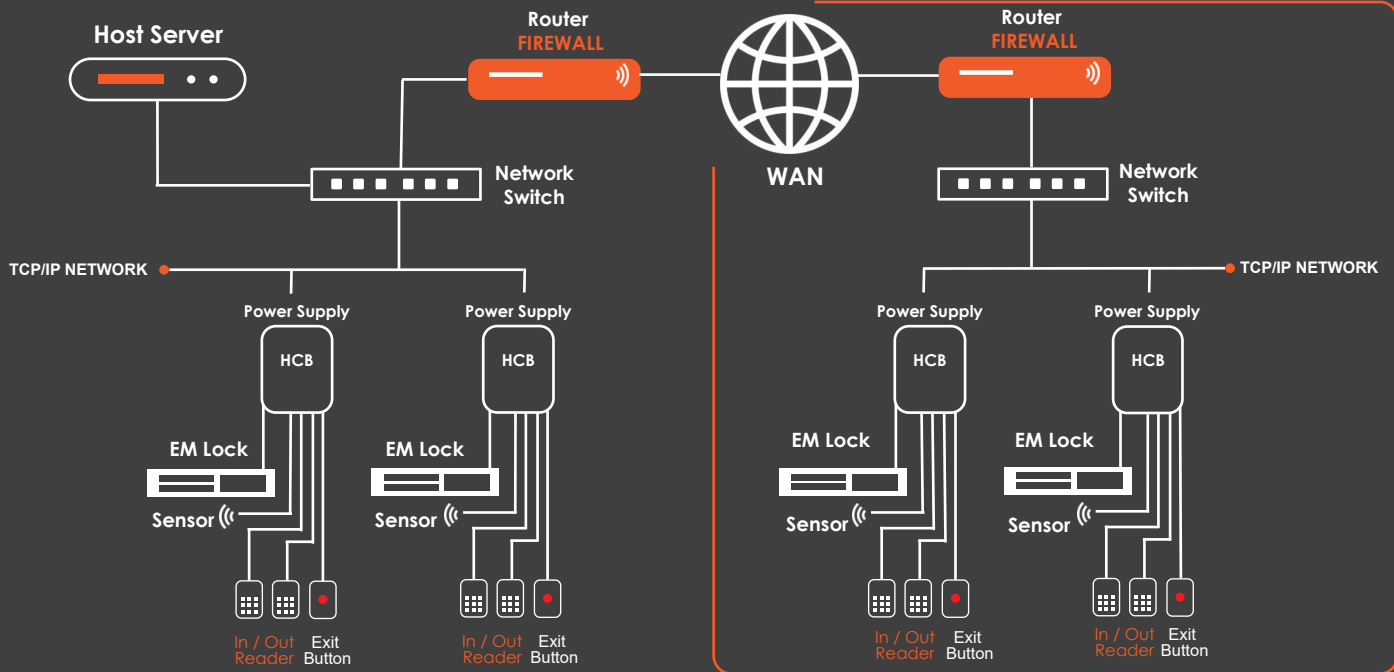 Host Server
Router
FIREWALL
Router
FIREWALL
WAN
Network
Switch
Network
Switch
TCP/IP NETWORK
TCP/IP NETWORK
Power Supply
Power Supply
Power Supply
Power Supply
HCB
HCB
HCB
HCB
EM Lock
EM Lock
EM Lock
EM Lock
Sensor
Sensor
Sensor
Sensor
In / Out
Reader
Exit
Button
In / Out
Reader
Exit
Button
In / Out
Reader
Exit
Button
In / Out
Reader
Exit
Button